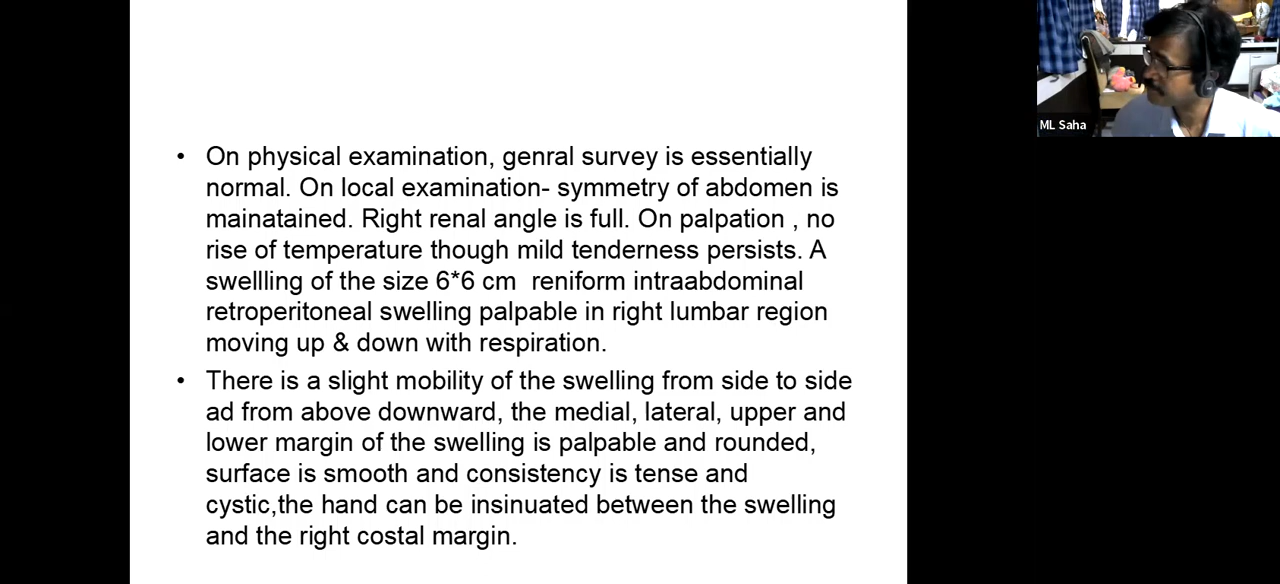 • On physical examination, genral survey is essentially
normal. On local examination- symmetry of abdomen is
mainatained. Right renal angle is full. On palpation , no
rise of temperature though mild tenderness persists. A
swellling of the size 6*6 cm  reniform intraabdominal
retroperitoneal swelling palpable in right lumbar region
moving up & down with respiration.
• There is a slight mobility of the swelling from side to side
ad from above downward, the medial, lateral, upper and
lower margin of the swelling is palpable and rounded,
surface is smooth and consistency is tense and
cystic,the hand can be insinuated between the swelling
and the right costal margin.
ML Saha